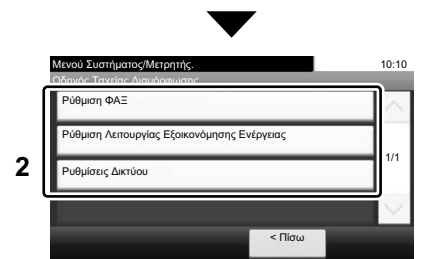 Μενού Συστήματος/Μετρητής.
10:10
Οδηγός Ταχείας Διαμόρφωσης
Ρύθμιση ΦΑΞ
Ρύθμιση Λειτουργίας Εξοικονόμησης Ενέργειας
1/1
2
Ρυθμίσεις Δικτύου
< Πίσω